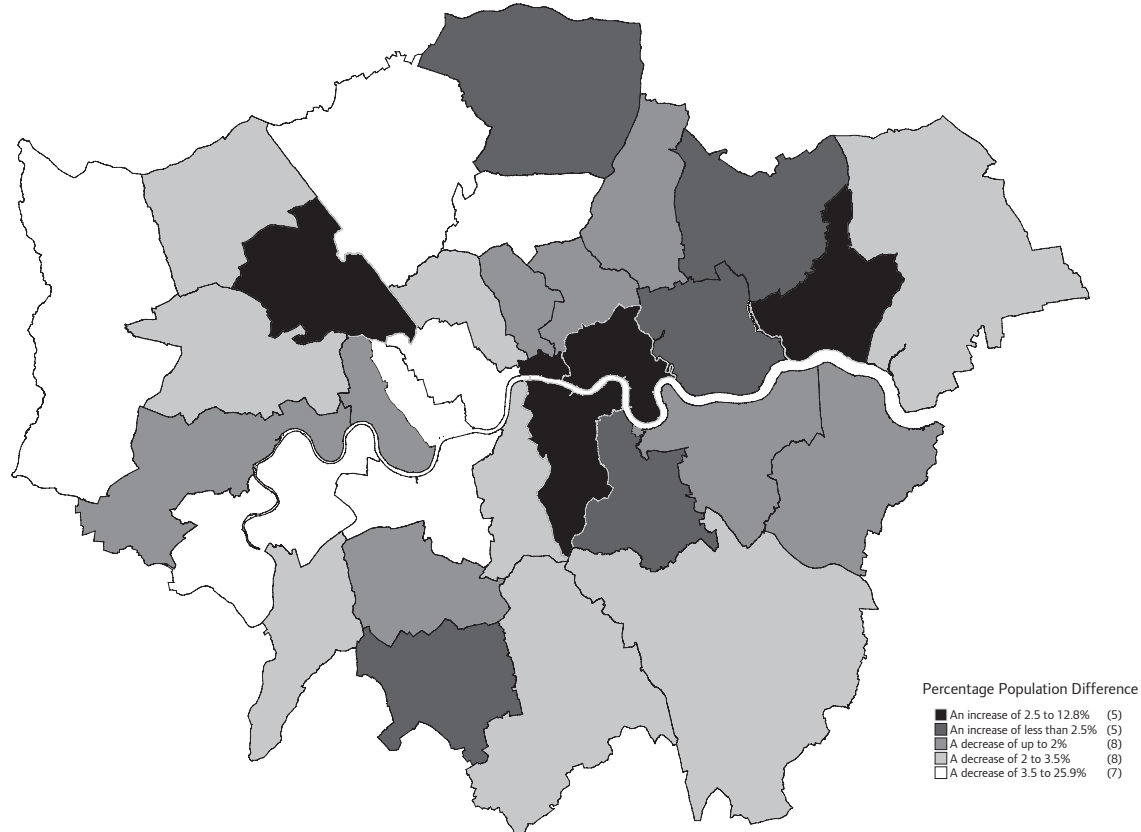 Percentage Population Difference
An increase of 2.5 to 12.8% (5)
An increase of less than 2.5% (5)
A decrease of up to 2% (8)
A decrease of 2 to 3.5% (8)
A decrease of 3.5 to 25.9% (7)